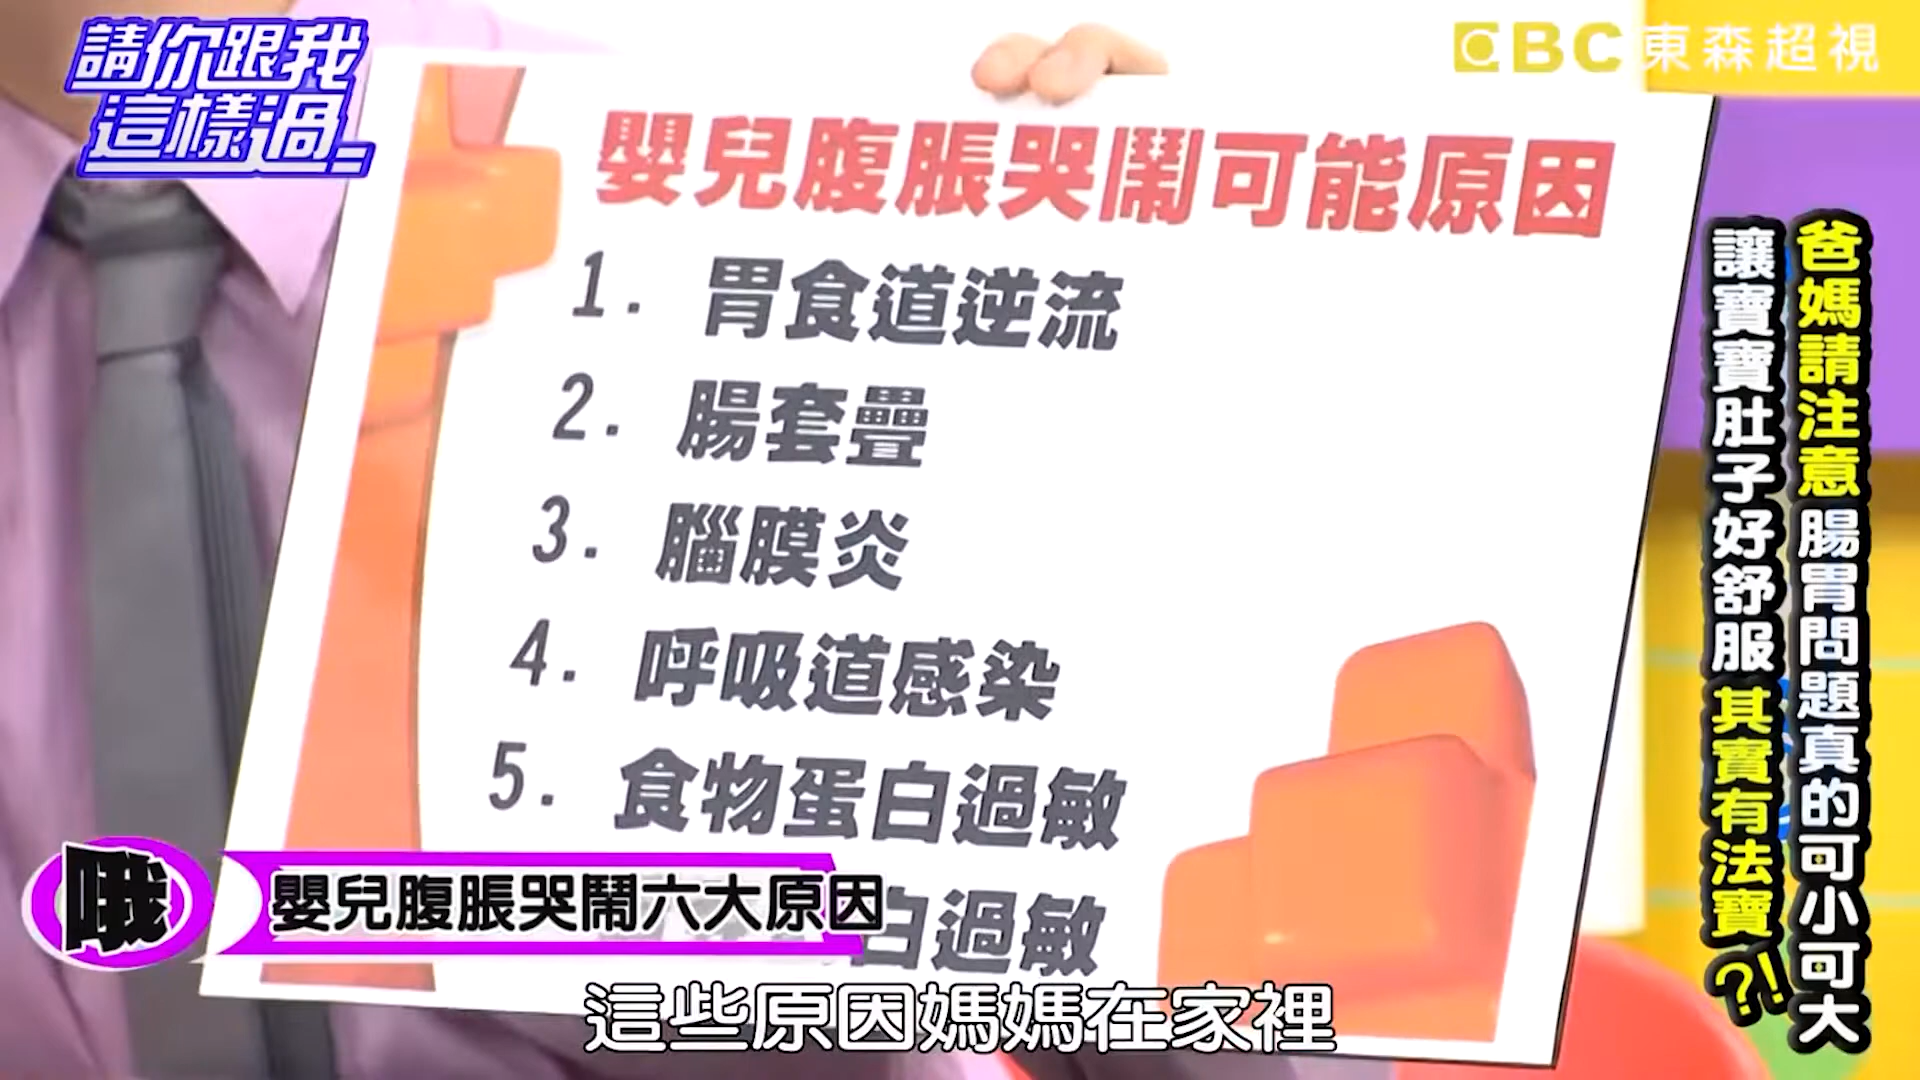 請你跟我
這樣過
EBC 東森超視
嬰兒腹脹哭鬧可能原因
1. 胃食道逆流
2. 腸套疊
3. 腦膜炎
4. 呼吸道感染
5. 食物蛋白過敏
白過敏
爸媽請注意 腸胃問題真的可小可大
讓寶寶肚子好舒服 其實有法寶?!
哦
嬰兒腹脹哭鬧六大原因
這些原因媽媽在家裡